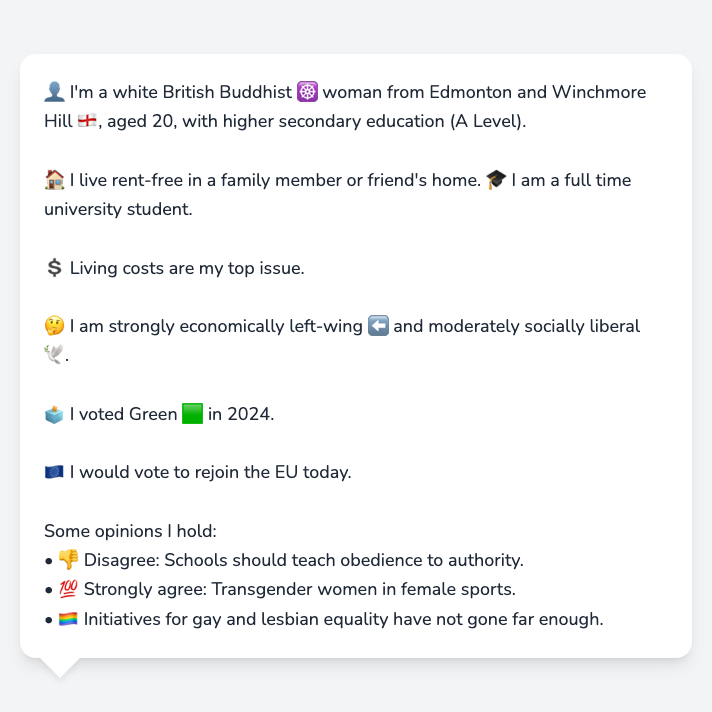 👤 I'm a white British Buddhist ☸️ woman from Edmonton and Winchmore
Hill 🏴󠁧󠁢󠁥󠁮󠁧󠁿, aged 20, with higher secondary education (A Level).
🏠 I live rent-free in a family member or friend's home. 🎓 I am a full time
university student.
💲 Living costs are my top issue.
🤔 I am strongly economically left-wing ⬅️ and moderately socially liberal
🕊️.
🗳️ I voted Green 🟩 in 2024.
🇪🇺 I would vote to rejoin the EU today.
Some opinions I hold:
• 👎 Disagree: Schools should teach obedience to authority.
• 💯 Strongly agree: Transgender women in female sports.
• 🏳️‍🌈 Initiatives for gay and lesbian equality have not gone far enough.